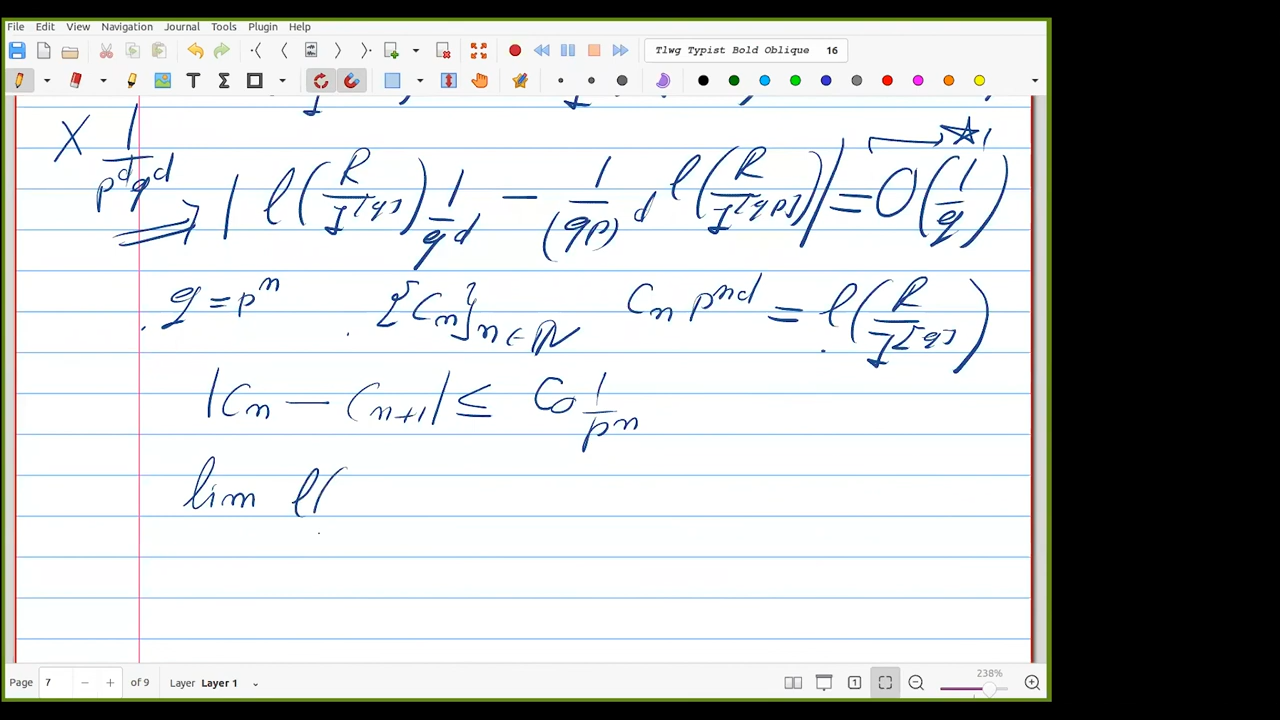 File Edit View Navigation Journal Tools Plugin Help
Tlwg Typist Bold Oblique 16
X 1/(p^d q^d)
⟹ | l(R/I^[q]) 1/q^d − 1/(qp)^d l(R/I^[qp]) | = O(1/q)
q = p^n {C_n}_{n∈ℕ} C_n p^{nd} = l(R/I^[q])
|C_n − C_{n+1}| ≤ C_0 1/p^n
lim l(
Page 7 of 9 Layer Layer 1 238%